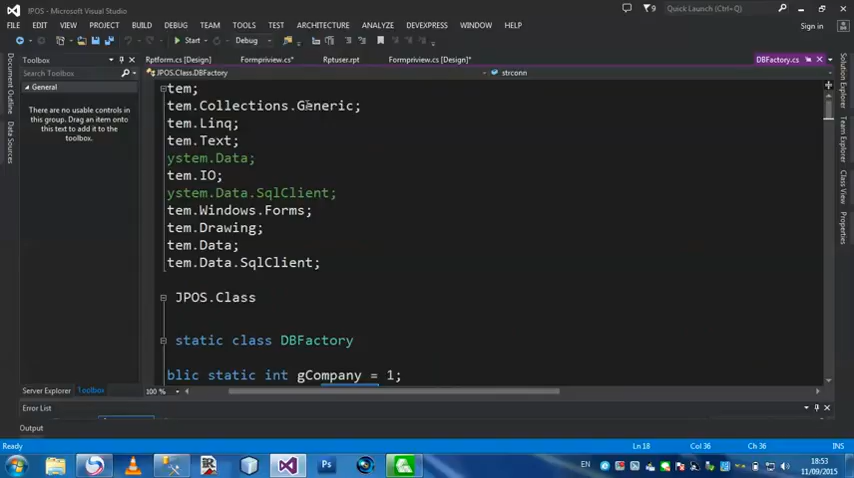 JPOS - Microsoft Visual Studio
9
Quick Launch (Ctrl+Q)
FILE EDIT VIEW PROJECT BUILD DEBUG TEAM TOOLS TEST ARCHITECTURE ANALYZE DEVEXPRESS WINDOW HELP
Sign in
Start
Debug
Toolbox
Rptform.cs [Design]
Formpriview.cs*
Rptuser.rpt
Formpriview.cs [Design]*
DBFactory.cs
Search Toolbox
JPOS.Class.DBFactory
strconn
General
There are no usable controls in
this group. Drag an item onto
this text to add it to the
toolbox.
Document Outline
Data Sources
tem;
tem.Collections.Generic;
tem.Linq;
tem.Text;
ystem.Data;
tem.IO;
ystem.Data.SqlClient;
tem.Windows.Forms;
tem.Drawing;
tem.Data;
tem.Data.SqlClient;
JPOS.Class
static class DBFactory
blic static int gCompany = 1;
Solution Explorer
Team Explorer
Class View
Properties
Server Explorer
Toolbox
100 %
Error List
Output
Ready
Ln 18
Col 36
Ch 36
INS
Ps
EN
18:53
11/09/2015